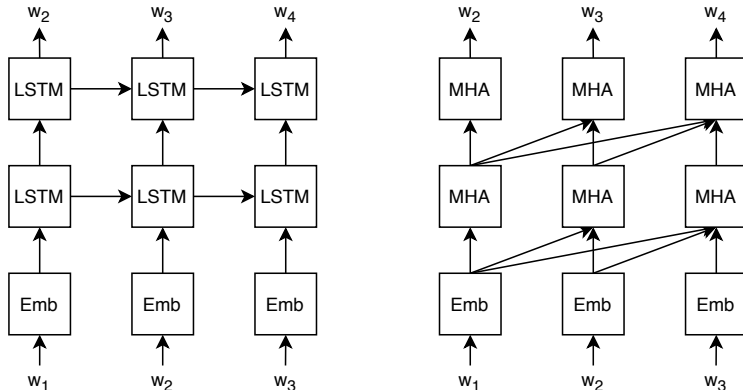 w₂ w₃ w₄ w₂ w₃ w₄
LSTM LSTM LSTM MHA MHA MHA
LSTM LSTM LSTM MHA MHA MHA
Emb Emb Emb Emb Emb Emb
w₁ w₂ w₃ w₁ w₂ w₃